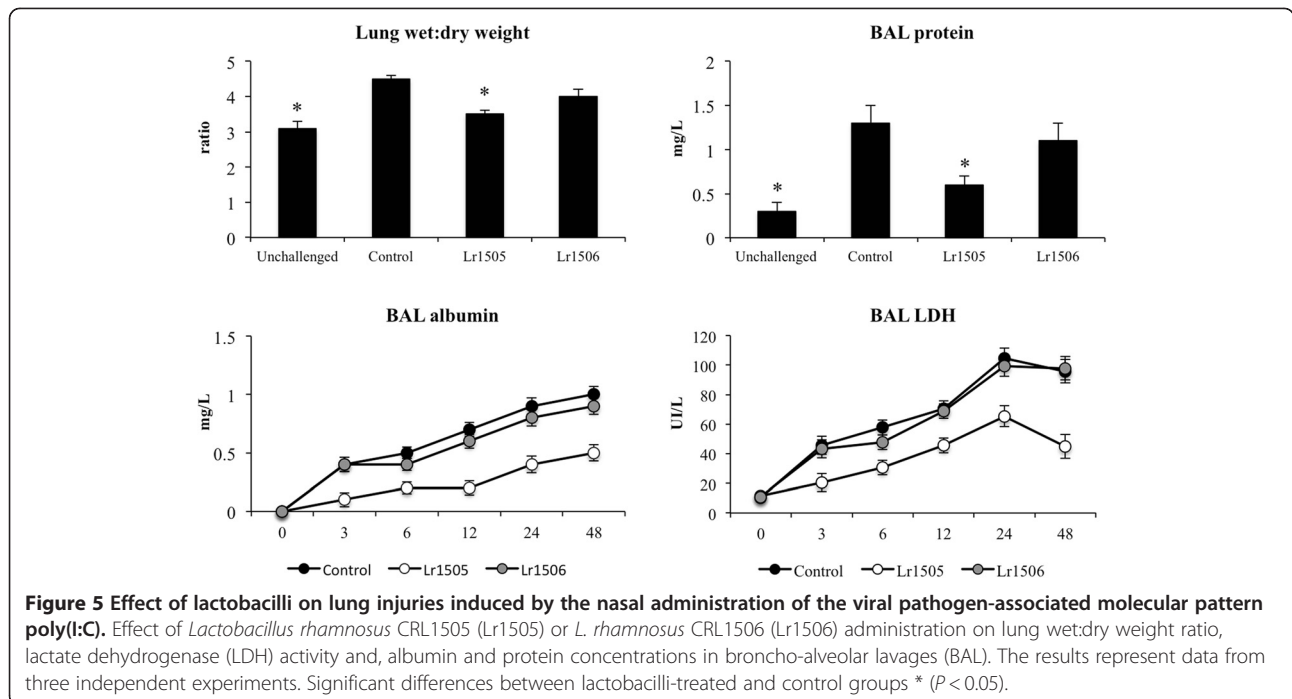 Lung wet:dry weight
5
4
3
2
1
0
ratio
*
*
Unchallenged Control Lr1505 Lr1506
BAL protein
2
1.5
1
0.5
0
mg/L
*
*
Unchallenged Control Lr1505 Lr1506
BAL albumin
1.5
1
0.5
0
mg/L
0 3 6 12 24 48
Control Lr1505 Lr1506
BAL LDH
120
100
80
60
40
20
0
UI/L
0 3 6 12 24 48
Control Lr1505 Lr1506
Figure 5 Effect of lactobacilli on lung injuries induced by the nasal administration of the viral pathogen-associated molecular pattern
poly(I:C). Effect of Lactobacillus rhamnosus CRL1505 (Lr1505) or L. rhamnosus CRL1506 (Lr1506) administration on lung wet:dry weight ratio,
lactate dehydrogenase (LDH) activity and, albumin and protein concentrations in broncho-alveolar lavages (BAL). The results represent data from
three independent experiments. Significant differences between lactobacilli-treated and control groups * (P < 0.05).